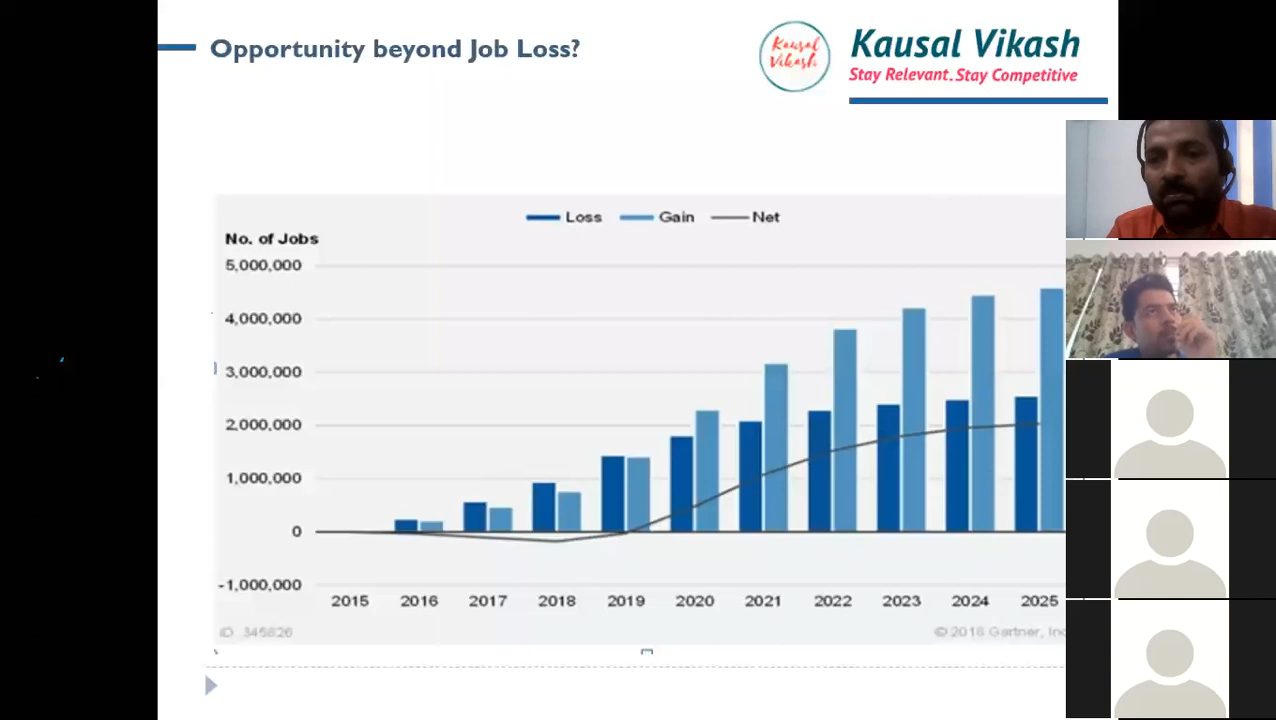 Opportunity beyond Job Loss?
Kausal
Vikash
Kausal Vikash
Stay Relevant. Stay Competitive
Loss Gain Net
No. of Jobs
5,000,000
4,000,000
3,000,000
2,000,000
1,000,000
0
-1,000,000
2015 2016 2017 2018 2019 2020 2021 2022 2023 2024 2025
ID: 345826
Gartner, Inc